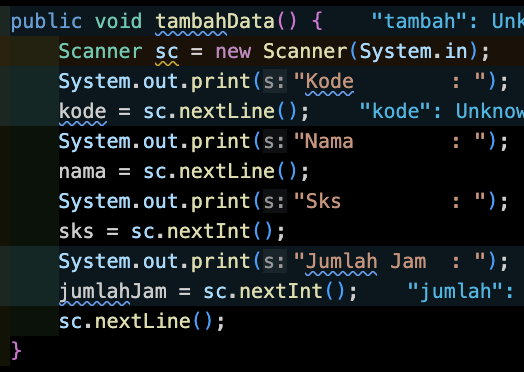 public void tambahData() {     "tambah": Unk
Scanner sc = new Scanner(System.in);
System.out.print(s:"Kode         : ");
kode = sc.nextLine();     "kode": Unknow
System.out.print(s:"Nama         : ");
nama = sc.nextLine();
System.out.print(s:"Sks          : ");
sks = sc.nextInt();
System.out.print(s:"Jumlah Jam   : ");
jumlahJam = sc.nextInt();     "jumlah":
sc.nextLine();
}